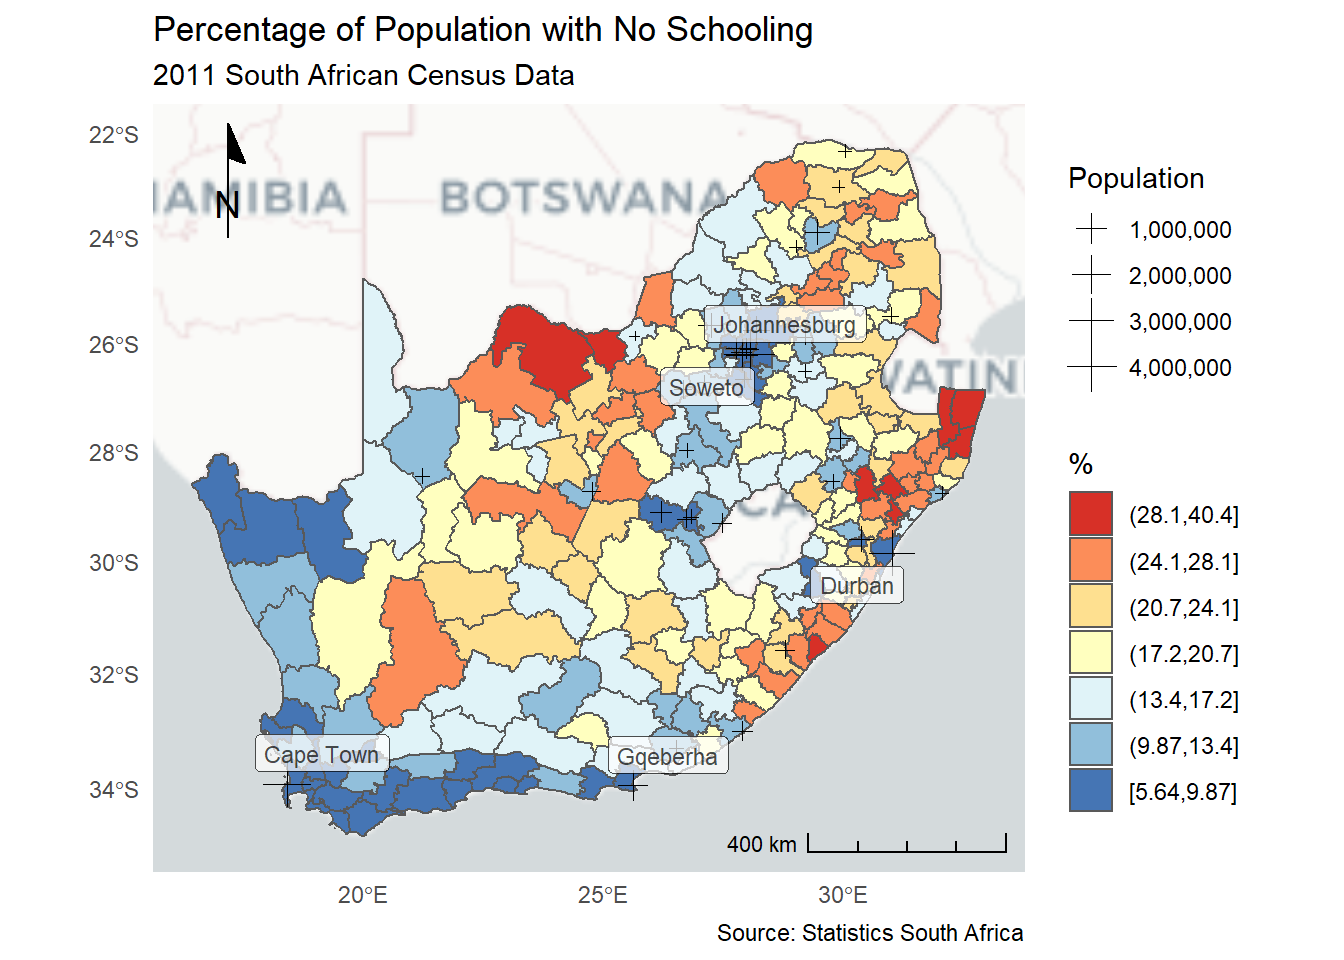 Percentage of Population with No Schooling
2011 South African Census Data
22°S
24°S
26°S
28°S
30°S
32°S
34°S
N
AMIBIA
BOTSWANA
VATIN
CA
Johannesburg
Soweto
Durban
Cape Town
Gqeberha
400 km
20°E
25°E
30°E
Population
1,000,000
2,000,000
3,000,000
4,000,000
%
(28.1,40.4]
(24.1,28.1]
(20.7,24.1]
(17.2,20.7]
(13.4,17.2]
(9.87,13.4]
[5.64,9.87]
Source: Statistics South Africa